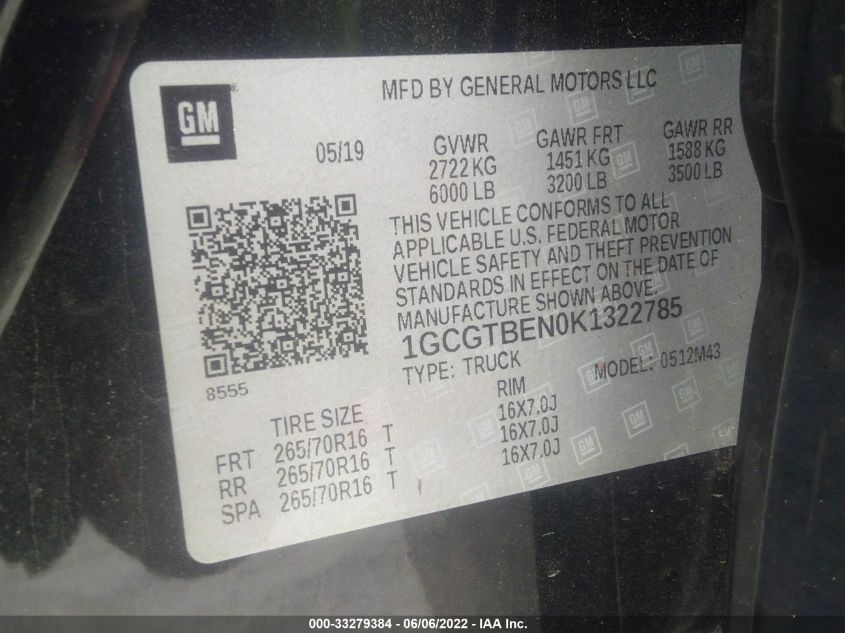 GM
MFD BY GENERAL MOTORS LLC
05/19
GVWR
2722 KG
6000 LB
GAWR FRT
1451 KG
3200 LB
GAWR RR
1588 KG
3500 LB
THIS VEHICLE CONFORMS TO ALL
APPLICABLE U.S. FEDERAL MOTOR
VEHICLE SAFETY AND THEFT PREVENTION
STANDARDS IN EFFECT ON THE DATE OF
MANUFACTURE SHOWN ABOVE.
1GCGTBEN0K1322785
TYPE: TRUCK
MODEL: 0512M43
8555
TIRE SIZE
RIM
FRT 265/70R16 T 16X7.0J
RR 265/70R16 T 16X7.0J
SPA 265/70R16 T 16X7.0J
000-33279384 - 06/06/2022 - IAA Inc.